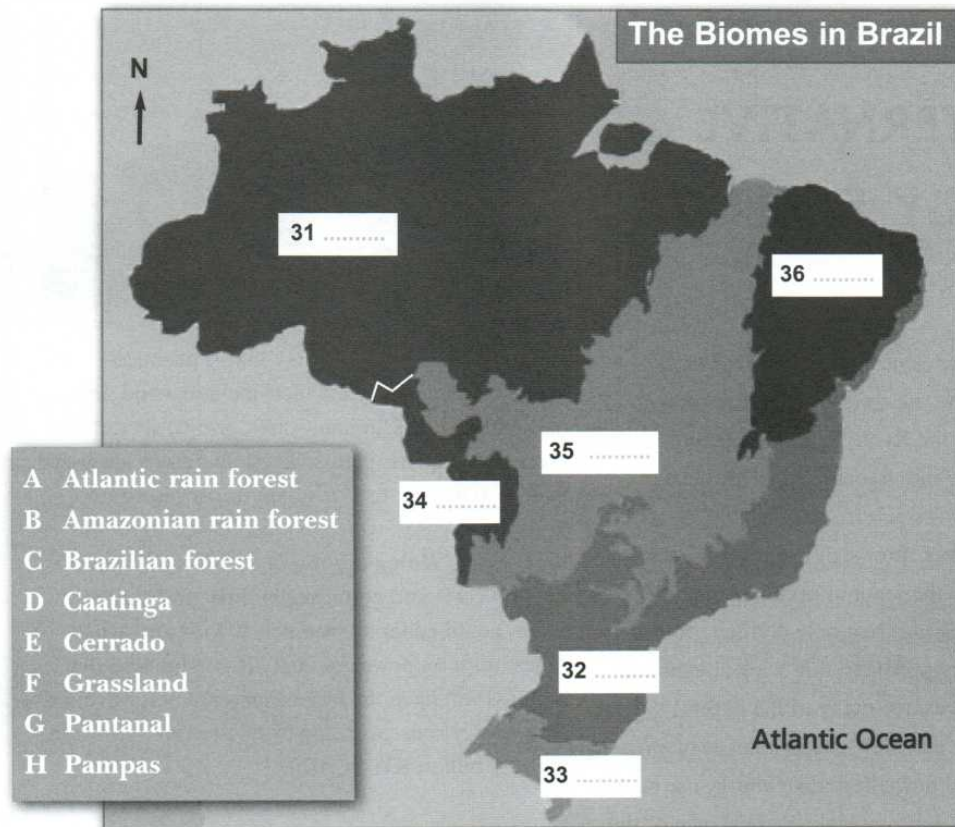 The Biomes in Brazil
N
31 ..........
36 ..........
35 ..........
34 ..........
A Atlantic rain forest
B Amazonian rain forest
C Brazilian forest
D Caatinga
E Cerrado
F Grassland
G Pantanal
H Pampas
32 ..........
Atlantic Ocean
33 ..........